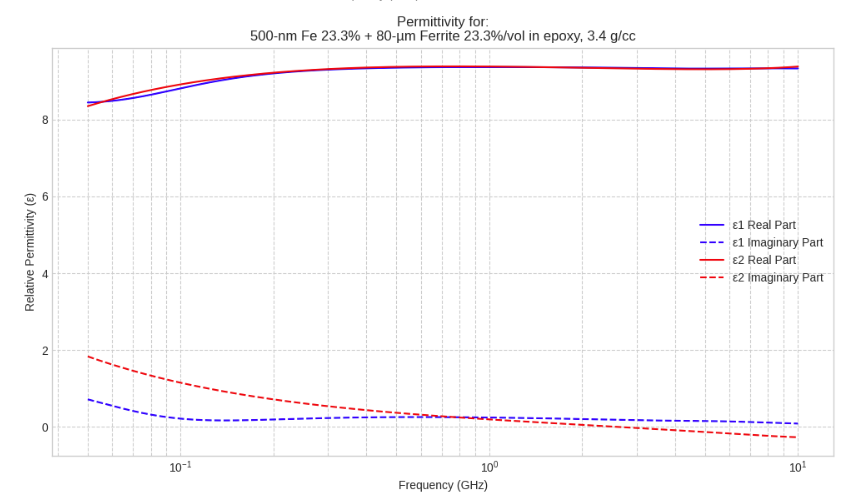 Permittivity for:
500-nm Fe 23.3% + 80-µm Ferrite 23.3%/vol in epoxy, 3.4 g/cc
Relative Permittivity (ε)
8
6
4
2
0
ε1 Real Part
ε1 Imaginary Part
ε2 Real Part
ε2 Imaginary Part
10⁻¹
10⁰
10¹
Frequency (GHz)